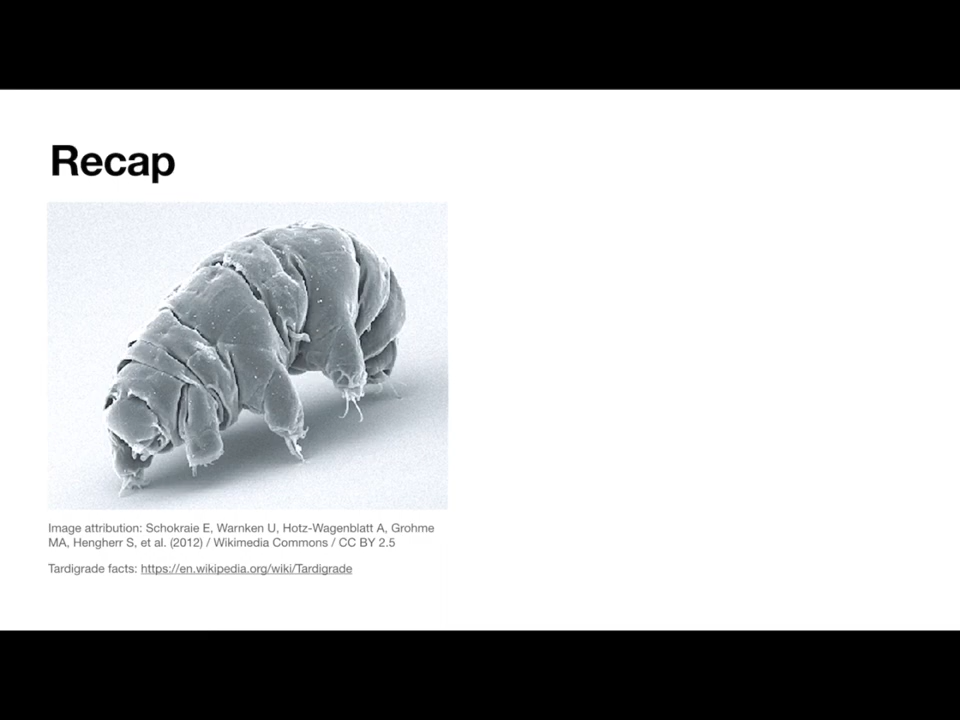 Recap
Image attribution: Schokraie E, Warnken U, Hotz-Wagenblatt A, Grohme
MA, Hengherr S, et al. (2012) / Wikimedia Commons / CC BY 2.5
Tardigrade facts: https://en.wikipedia.org/wiki/Tardigrade